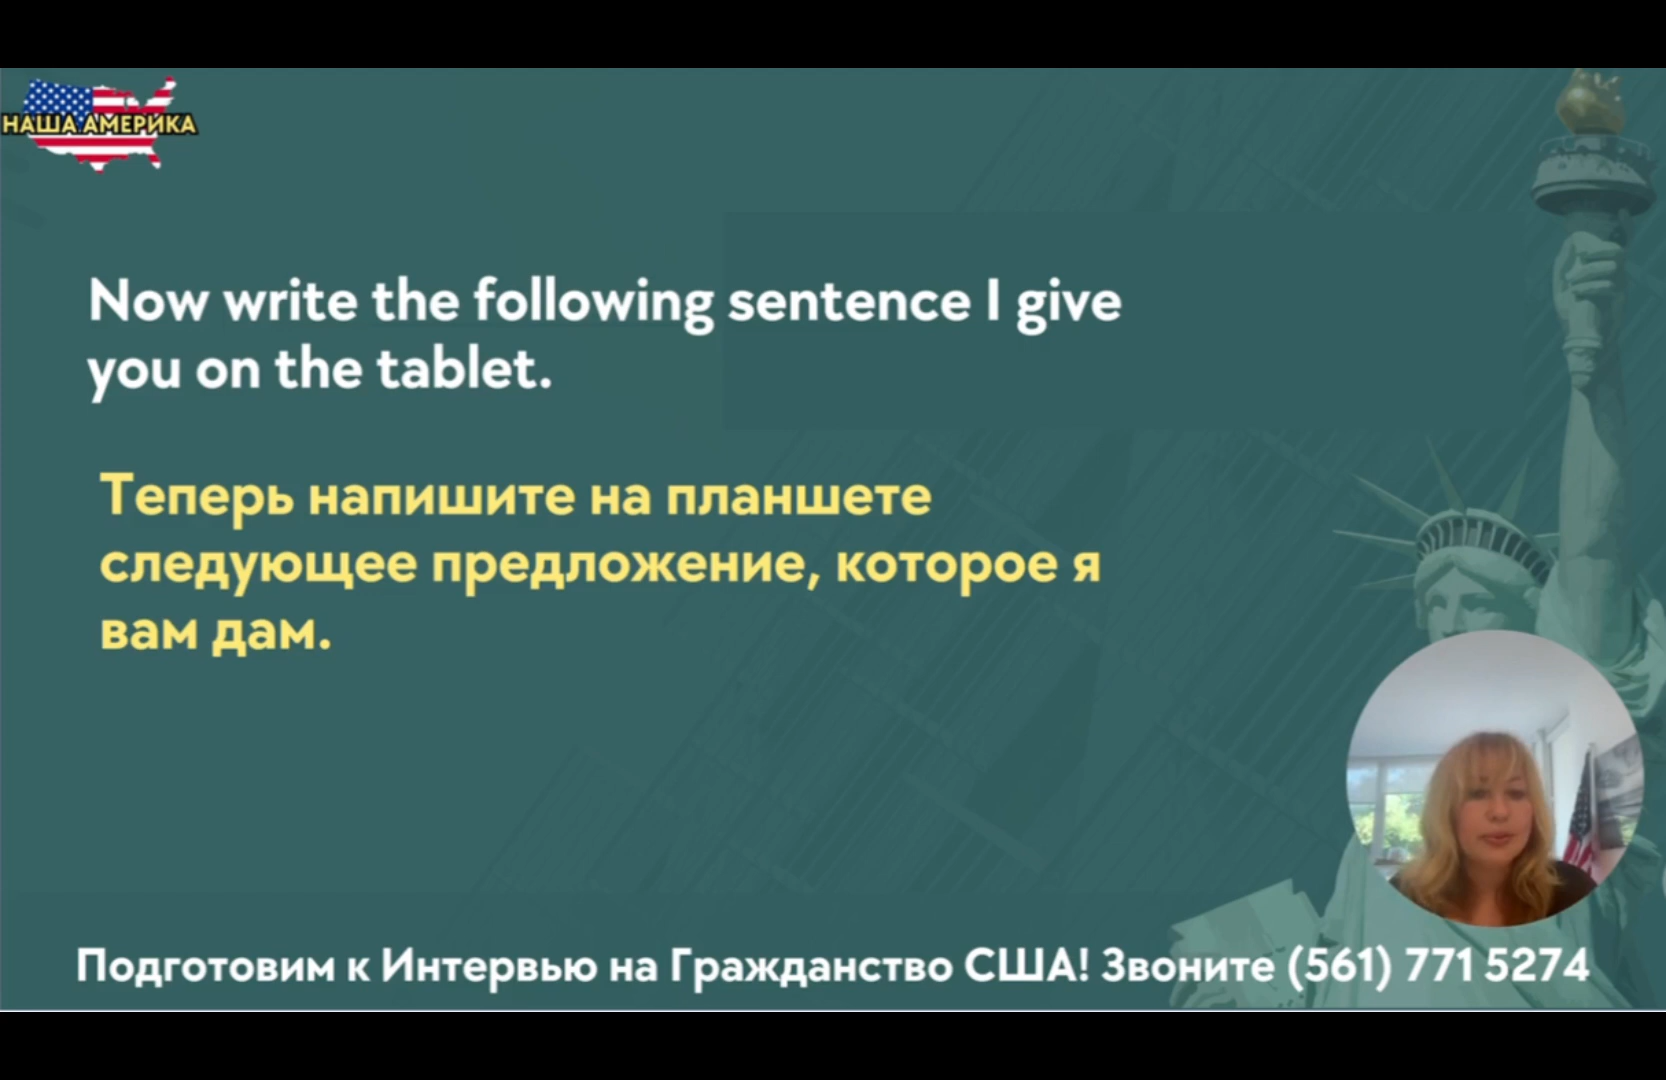 НАША АМЕРИКА
Now write the following sentence I give
you on the tablet.
Теперь напишите на планшете
следующее предложение, которое я
вам дам.
Подготовим к Интервью на Гражданство США! Звоните (561) 771 5274